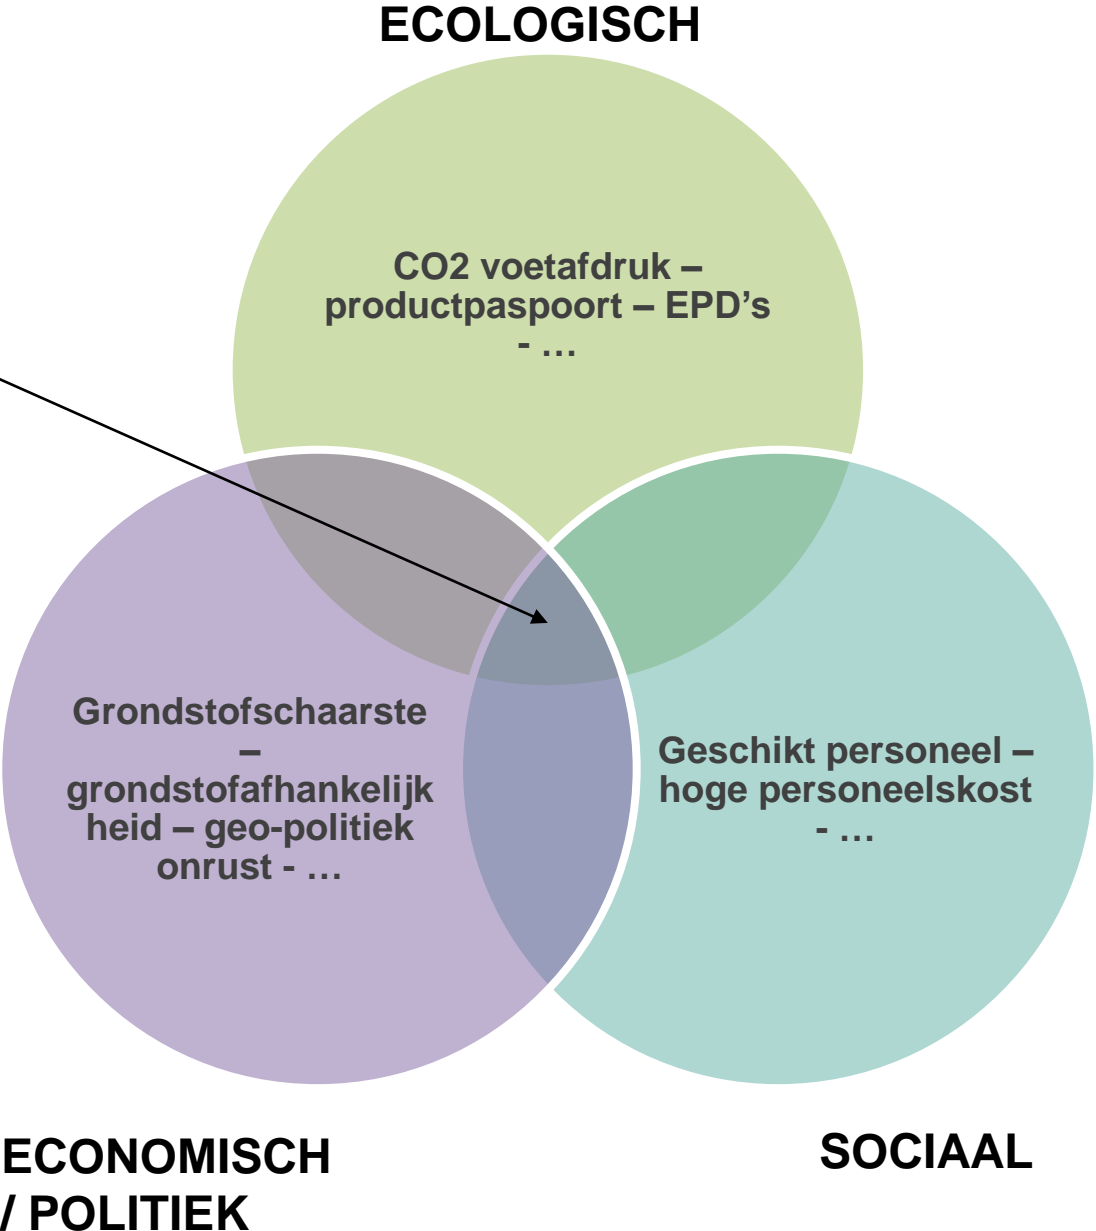 ECOLOGISCH
CO2 voetafdruk –
productpaspoort – EPD’s
- …
Grondstofschaarste
–
grondstofafhankelijk
heid – geo-politiek
onrust - …
Geschikt personeel –
hoge personeelskost
- …
ECONOMISCH
/ POLITIEK
SOCIAAL